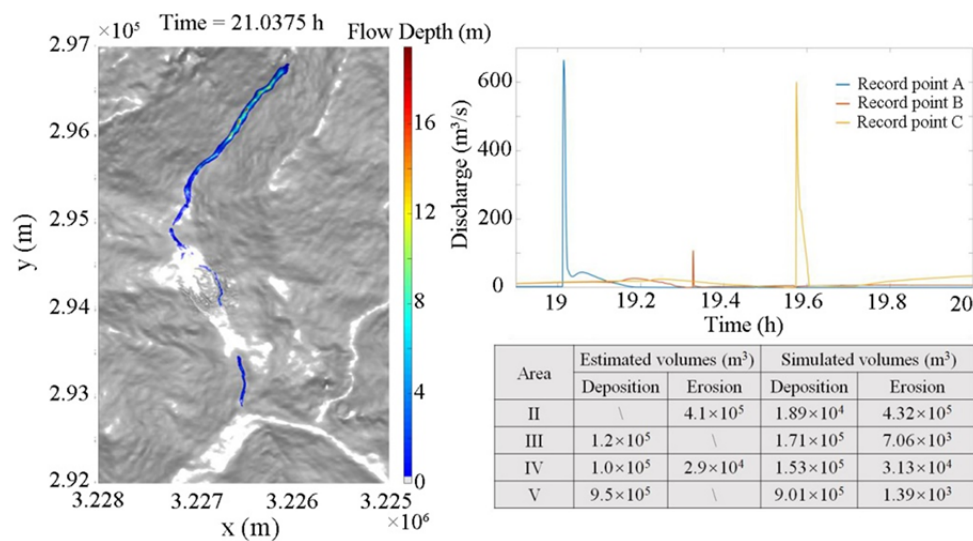 ×10⁵
Time = 21.0375 h
Flow Depth (m)
2.97
2.96
2.95
2.94
2.93
2.92
y (m)
3.228
3.227
3.226
3.225
×10⁶
x (m)
16
12
8
4
0
600
400
200
0
Discharge (m³/s)
Record point A
Record point B
Record point C
19
19.2
19.4
19.6
19.8
20
Time (h)
Area
Estimated volumes (m³)
Simulated volumes (m³)
Deposition
Erosion
Deposition
Erosion
II \ 4.1×10⁵ 1.89×10⁴ 4.32×10⁵
III 1.2×10⁵ \ 1.71×10⁵ 7.06×10³
IV 1.0×10⁵ 2.9×10⁴ 1.53×10⁵ 3.13×10⁴
V 9.5×10⁵ \ 9.01×10⁵ 1.39×10³